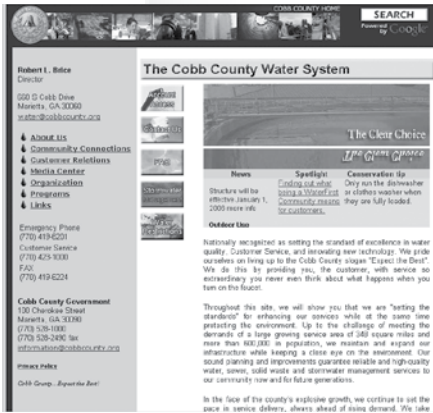 COBB COUNTY HOME
SEARCH
Powered by Google
Robert L. Brice
Director
660 S Cobb Drive
Marietta, GA 30060
water@cobbcounty.org
About Us
Community Connections
Customer Relations
Media Center
Organization
Programs
Links
Emergency Phone
(770) 419-6201
Customer Service
(770) 423-1000
FAX
(770) 419-6224
Cobb County Government
100 Cherokee Street
Marietta, GA 30090
(770) 528-1000
(770) 528-2490 fax
information@cobbcounty.org
Privacy Policy
Cobb County...Expect the Best!
The Cobb County Water System
Contact Us
FAQ
The Clear Choice
The Clear Choice
News
Structure will be
effective January 1,
2006 more info
Outdoor Use
Spotlight
Finding out what
being a WaterFirst
Community means
for customers.
Conservation tip
Only run the dishwasher
or clothes washer when
they are fully loaded.
Nationally recognized as setting the standard of excellence in water
quality, Customer Service, and innovating new technology. We pride
ourselves on living up to the Cobb County slogan "Expect the Best".
We do this by providing you, the customer, with service so
extraordinary you never even think about what happens when you
turn on the faucet.
Throughout this site, we will show you that we are "setting the
standards" for enhancing our services while at the same time
protecting the environment. Up to the challenge of meeting the
demands of a large growing service area of 348 square miles and
more than 600,000 in population, we maintain and expand our
infrastructure while keeping a close eye on the environment. Our
sound planning and improvements guarantee reliable and high-quality
water, sewer, solid waste and stormwater management services to
our community now and for future generations.
In the face of the county's explosive growth, we continue to set the
pace in service delivery, always ahead of rising demand. We take